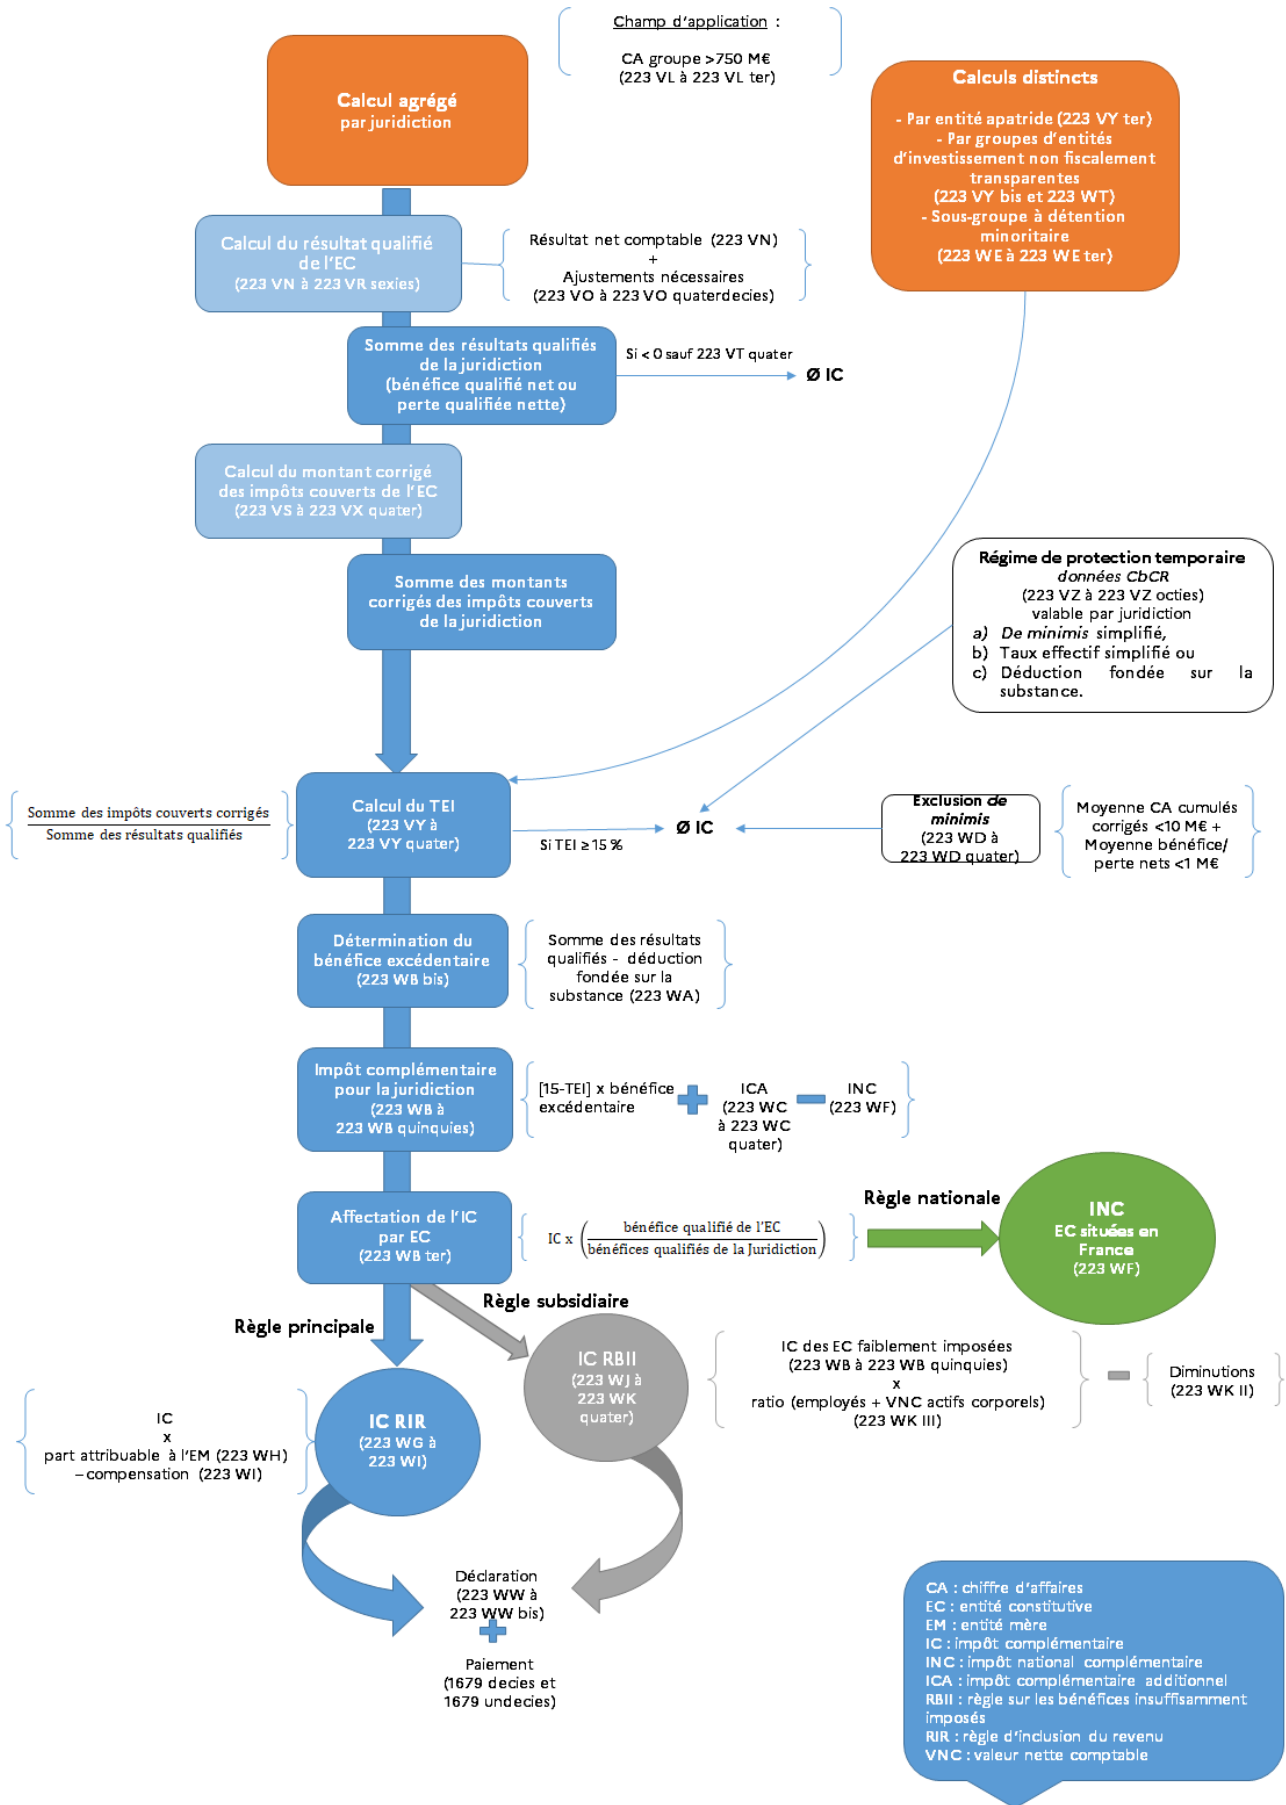 Champ d'application :
CA groupe >750 M€
(223 VL à 223 VL ter)
Calcul agrégé
par juridiction
Calculs distincts
- Par entité apatride (223 VY ter)
- Par groupes d'entités
d'investissement non fiscalement
transparentes
(223 VY bis et 223 WT)
- Sous-groupe à détention
minoritaire
(223 WE à 223 WE ter)
Calcul du résultat qualifié
de l'EC
(223 VN à 223 VR sexies)
Résultat net comptable (223 VN)
+
Ajustements nécessaires
(223 VO à 223 VO quaterdecies)
Somme des résultats qualifiés
de la juridiction
(bénéfice qualifié net ou
perte qualifiée nette)
Si < 0 sauf 223 VT quater
Ø IC
Calcul du montant corrigé
des impôts couverts de l'EC
(223 VS à 223 VX quater)
Somme des montants
corrigés des impôts couverts
de la juridiction
Régime de protection temporaire
données CbCR
(223 VZ à 223 VZ octies)
valable par juridiction
a) De minimis simplifié,
b) Taux effectif simplifié ou
c) Déduction fondée sur la
substance.
Somme des impôts couverts corrigés
Somme des résultats qualifiés
Calcul du TEI
(223 VY à
223 VY quater)
Si TEI ≥ 15 %
Ø IC
Exclusion de
minimis
(223 WD à
223 WD quater)
Moyenne CA cumulés
corrigés <10 M€ +
Moyenne bénéfice/
perte nets <1 M€
Détermination du
bénéfice excédentaire
(223 WB bis)
Somme des résultats
qualifiés - déduction
fondée sur la
substance (223 WA)
Impôt complémentaire
pour la juridiction
(223 WB à
223 WB quinquies)
[15-TEI] x bénéfice
excédentaire
ICA
(223 WC
à 223 WC
quater)
INC
(223 WF)
Affectation de l'IC
par EC
(223 WB ter)
IC x (bénéfice qualifié de l'EC
bénéfices qualifiés de la Juridiction)
Règle nationale
INC
EC situées en
France
(223 WF)
Règle subsidiaire
Règle principale
IC RBII
(223 WJ à
223 WK
quater)
IC des EC faiblement imposées
(223 WB à 223 WB quinquies)
x
ratio (employés + VNC actifs corporels)
(223 WK III)
Diminutions
(223 WK II)
IC
x
part attribuable à l'EM (223 WH)
– compensation (223 WI)
IC RIR
(223 WG à
223 WI)
Déclaration
(223 WW à
223 WW bis)
Paiement
(1679 decies et
1679 undecies)
CA : chiffre d'affaires
EC : entité constitutive
EM : entité mère
IC : impôt complémentaire
INC : impôt national complémentaire
ICA : impôt complémentaire additionnel
RBII : règle sur les bénéfices insuffisamment
imposés
RIR : règle d'inclusion du revenu
VNC : valeur nette comptable